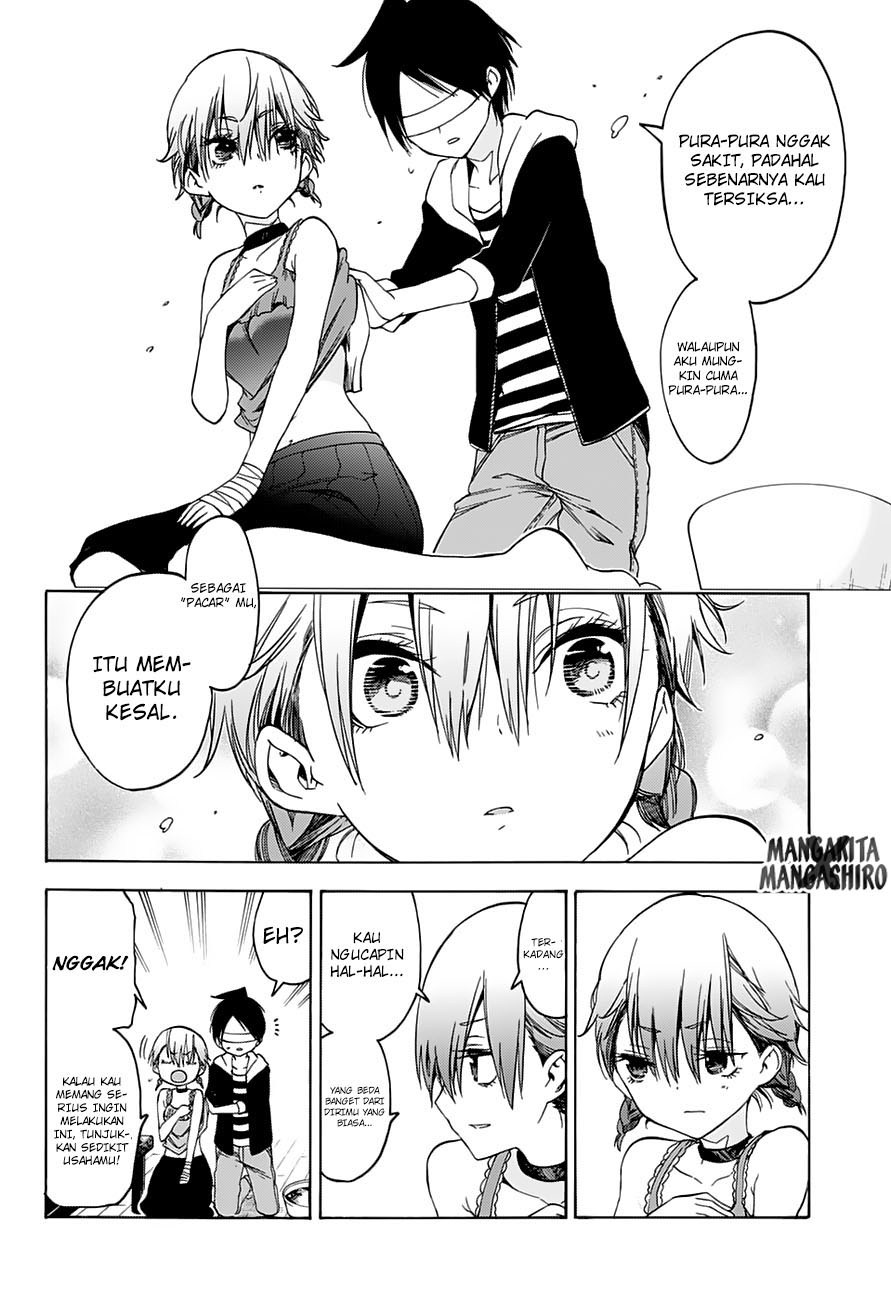 PURA-PURA NGGAK
SAKIT, PADAHAL
SEBENARNYA KAU
TERSIKSA...
WALAUPUN
AKU MUNG-
KIN CUMA
PURA-PURA...
SEBAGAI
"PACAR" MU,
ITU MEM-
BUATKU
KESAL.
MANGAKITA
MANGASHIRO
TER-
KADANG
...
KAU
NGUCAPIN
HAL-HAL...
YANG BEDA
BANGET DARI
DIRIMU YANG
BIASA...
EH?
NGGAK!
KALAU KAU
MEMANG SE-
RIUS INGIN
MELAKUKAN
INI, TUNJUK-
KAN SEDIKIT
USAHAMU!